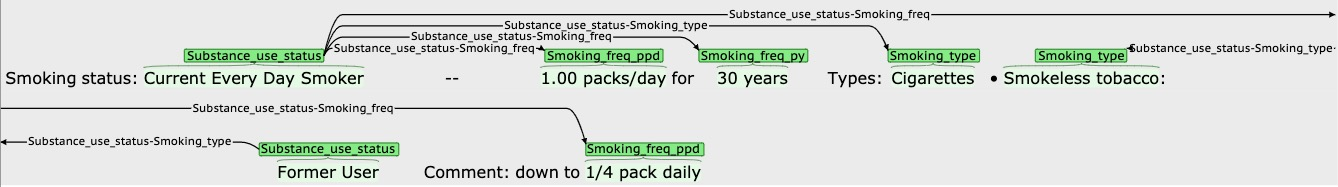 Substance_use_status-Smoking_freq
Substance_use_status-Smoking_type
Substance_use_status-Smoking_freq
Substance_use_status-Smoking_freq Substance_use_status-Smoking_type
Substance_use_status Smoking_freq_ppd Smoking_freq_py Smoking_type Smoking_type
Smoking status: Current Every Day Smoker -- 1.00 packs/day for 30 years Types: Cigarettes • Smokeless tobacco:
Substance_use_status-Smoking_freq
Substance_use_status-Smoking_type
Substance_use_status Smoking_freq_ppd
Former User Comment: down to 1/4 pack daily